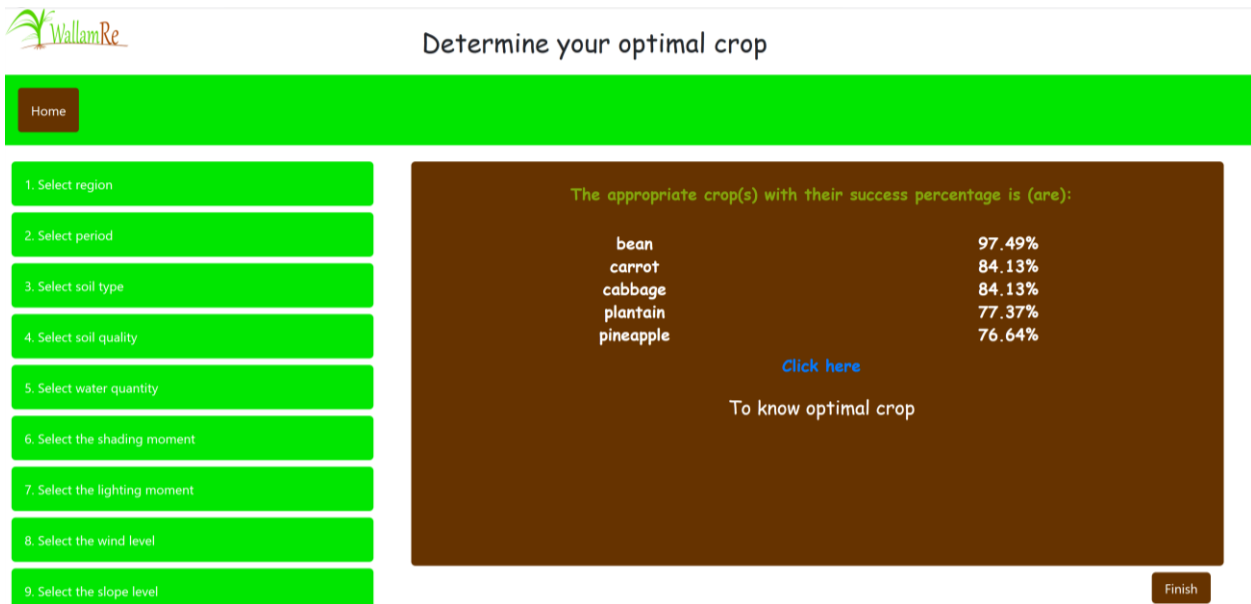 WallamRe
Determine your optimal crop
Home
1. Select region
2. Select period
3. Select soil type
4. Select soil quality
5. Select water quantity
6. Select the shading moment
7. Select the lighting moment
8. Select the wind level
9. Select the slope level
The appropriate crop(s) with their success percentage is (are):
bean 97.49%
carrot 84.13%
cabbage 84.13%
plantain 77.37%
pineapple 76.64%
Click here
To know optimal crop
Finish